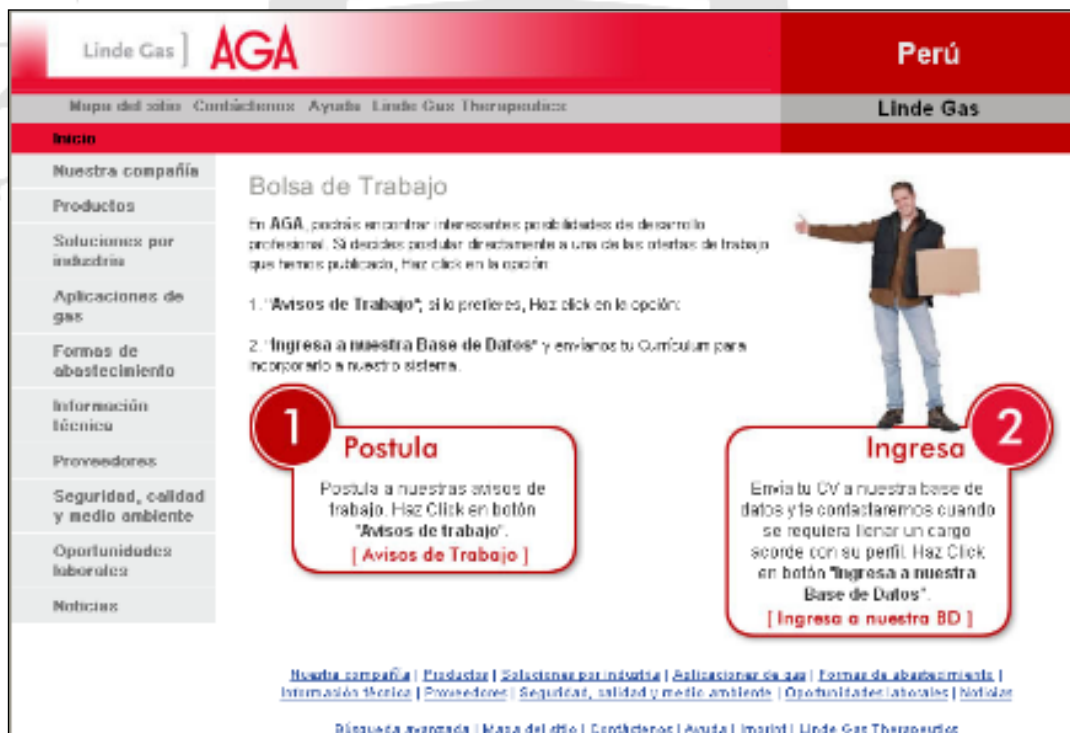 Linde Gas ] AGA
Perú
Mapa del sitio Contáctenos Ayuda Linde Gas Therapeutics
Linde Gas
Inicio
Nuestra compañía
Productos
Soluciones por
industria
Aplicaciones de
gas
Formas de
abastecimiento
Información
técnica
Proveedores
Seguridad, calidad
y medio ambiente
Oportunidades
laborales
Noticias
Bolsa de Trabajo
En AGA, podrás encontrar interesantes posibilidades de desarrollo
profesional. Si decides postular directamente a una de las ofertas de trabajo
que hemos publicado, Haz click en la opción:
1. "Avisos de Trabajo"; si lo prefieres, Haz click en la opción:
2. "Ingresa a nuestra Base de Datos" y envíanos tu Currículum para
incorporarlo a nuestro sistema.
1
Postula
Postula a nuestras avisos de
trabajo. Haz Click en botón
"Avisos de trabajo".
[ Avisos de Trabajo ]
2
Ingresa
Envia tu CV a nuestra base de
datos y te contactaremos cuando
se requiera llenar un cargo
acorde con su perfil. Haz Click
en botón "Ingresa a nuestra
Base de Datos".
[ Ingresa a nuestra BD ]
Nuestra compañía | Productos | Soluciones por industria | Aplicaciones de gas | Formas de abastecimiento |
Información técnica | Proveedores | Seguridad, calidad y medio ambiente | Oportunidades laborales | Noticias
Búsqueda avanzada | Mapa del sitio | Contáctenos | Ayuda | Imprint | Linde Gas Therapeutics